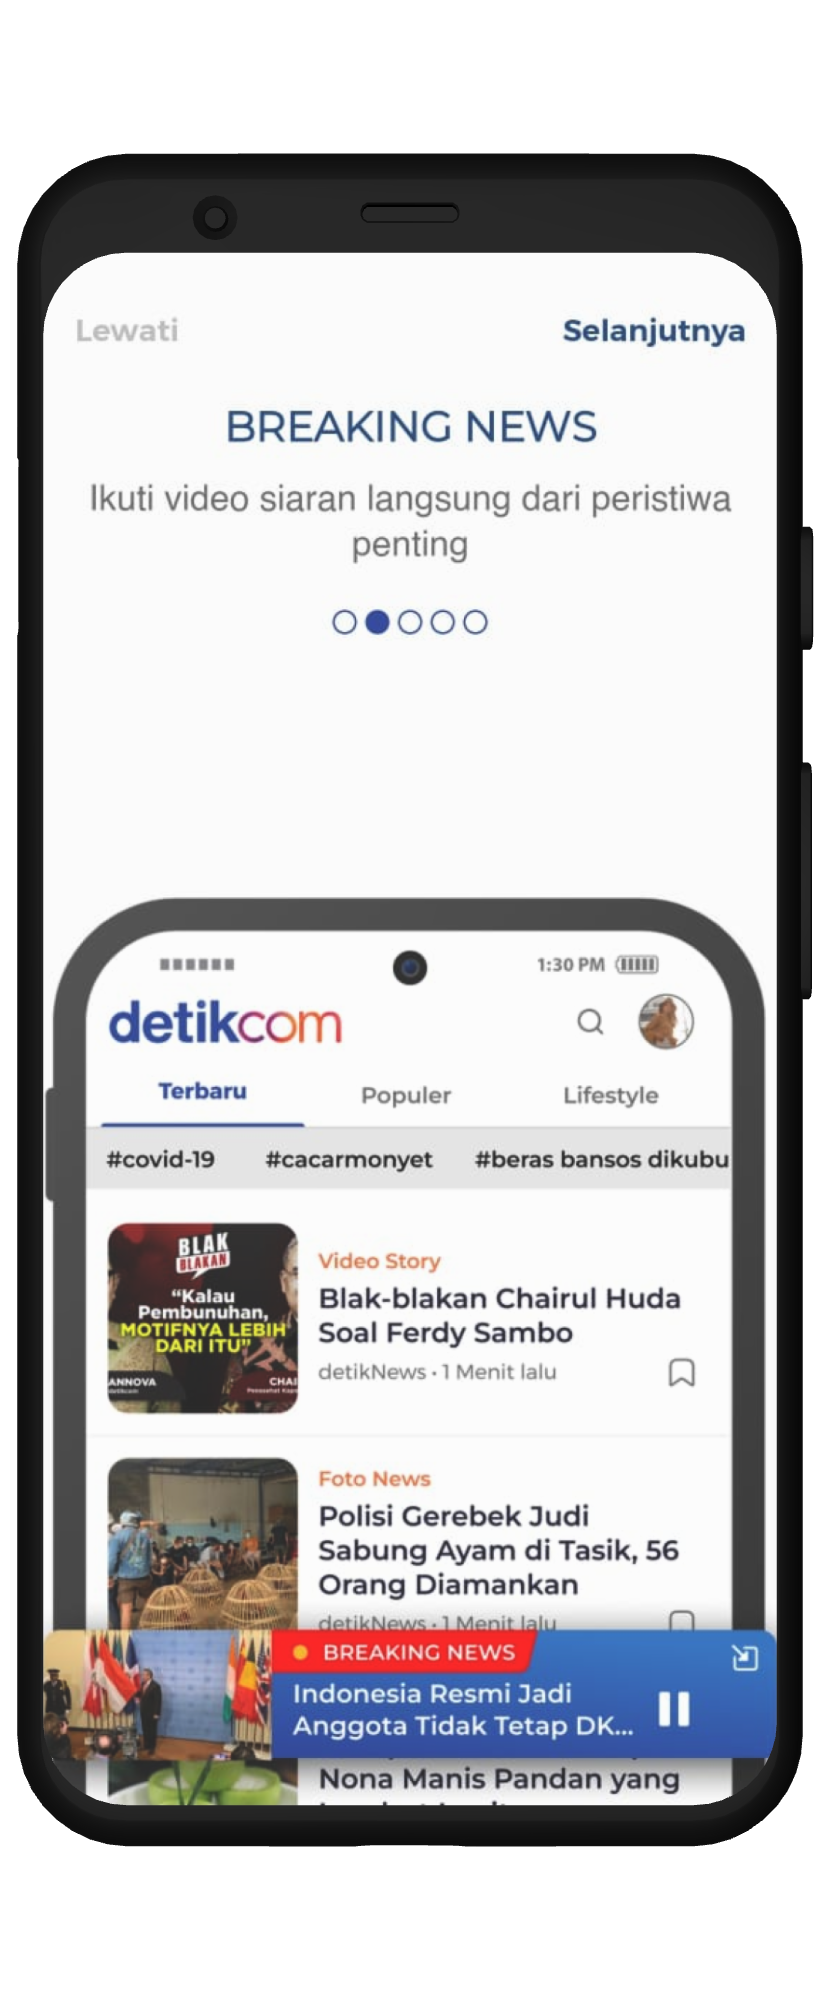 Lewati
Selanjutnya
BREAKING NEWS
Ikuti video siaran langsung dari peristiwa
penting
1:30 PM
detikcom
Terbaru
Populer
Lifestyle
#covid-19
#cacarmonyet
#beras bansos dikubu
BLAK
BLAKAN
“Kalau
Pembunuhan,
MOTIFNYA LEBIH
DARI ITU”
ANNOVA
detikcom
CHAI
Video Story
Blak-blakan Chairul Huda
Soal Ferdy Sambo
detikNews • 1 Menit lalu
Foto News
Polisi Gerebek Judi
Sabung Ayam di Tasik, 56
Orang Diamankan
detikNews • 1 Menit lalu
BREAKING NEWS
Indonesia Resmi Jadi
Anggota Tidak Tetap DK...
Nona Manis Pandan yang